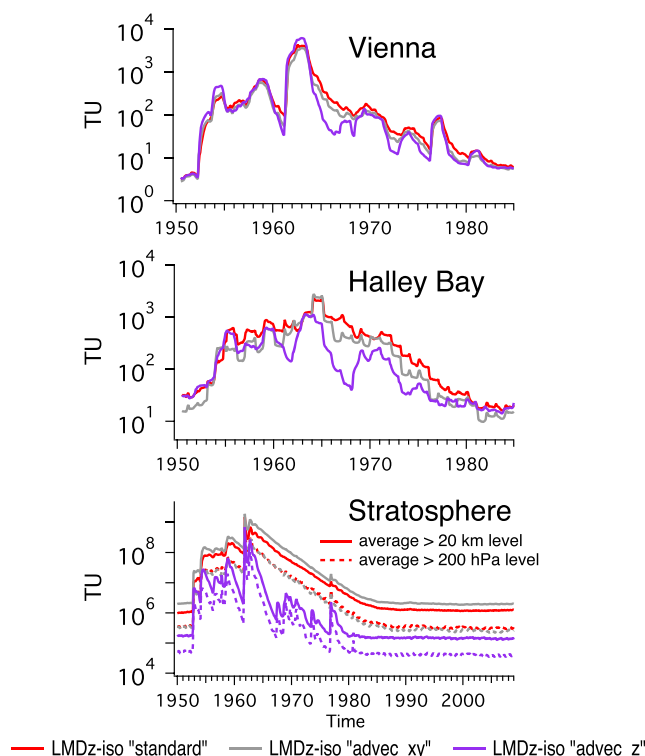 Vienna
10^4
10^3
10^2
10^1
10^0
TU
1950 1960 1970 1980
Halley Bay
10^4
10^3
10^2
10^1
TU
1950 1960 1970 1980
Stratosphere
average > 20 km level
average > 200 hPa level
10^8
10^6
10^4
TU
1950 1960 1970 1980 1990 2000
Time
LMDz-iso "standard" LMDz-iso "advec_xy" LMDz-iso "advec_z"